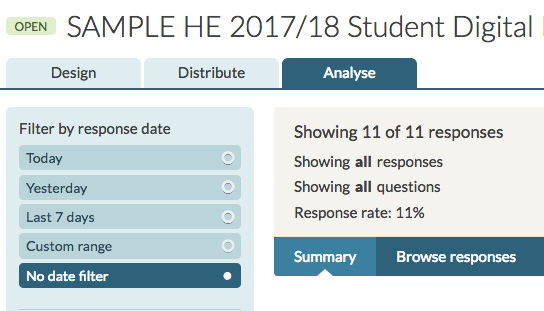 OPEN SAMPLE HE 2017/18 Student Digital
Design Distribute Analyse
Filter by response date
Today
Yesterday
Last 7 days
Custom range
No date filter
Showing 11 of 11 responses
Showing all responses
Showing all questions
Response rate: 11%
Summary Browse responses